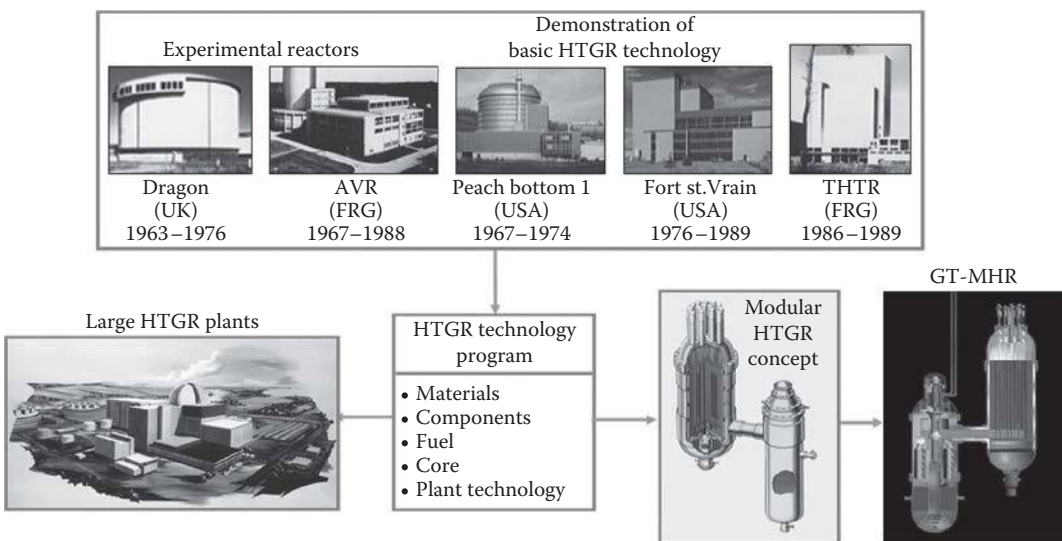 Experimental reactors
Demonstration of
basic HTGR technology
Dragon
(UK)
1963–1976
AVR
(FRG)
1967–1988
Peach bottom 1
(USA)
1967–1974
Fort st.Vrain
(USA)
1976–1989
THTR
(FRG)
1986–1989
Large HTGR plants
HTGR technology
program
• Materials
• Components
• Fuel
• Core
• Plant technology
Modular
HTGR
concept
GT-MHR